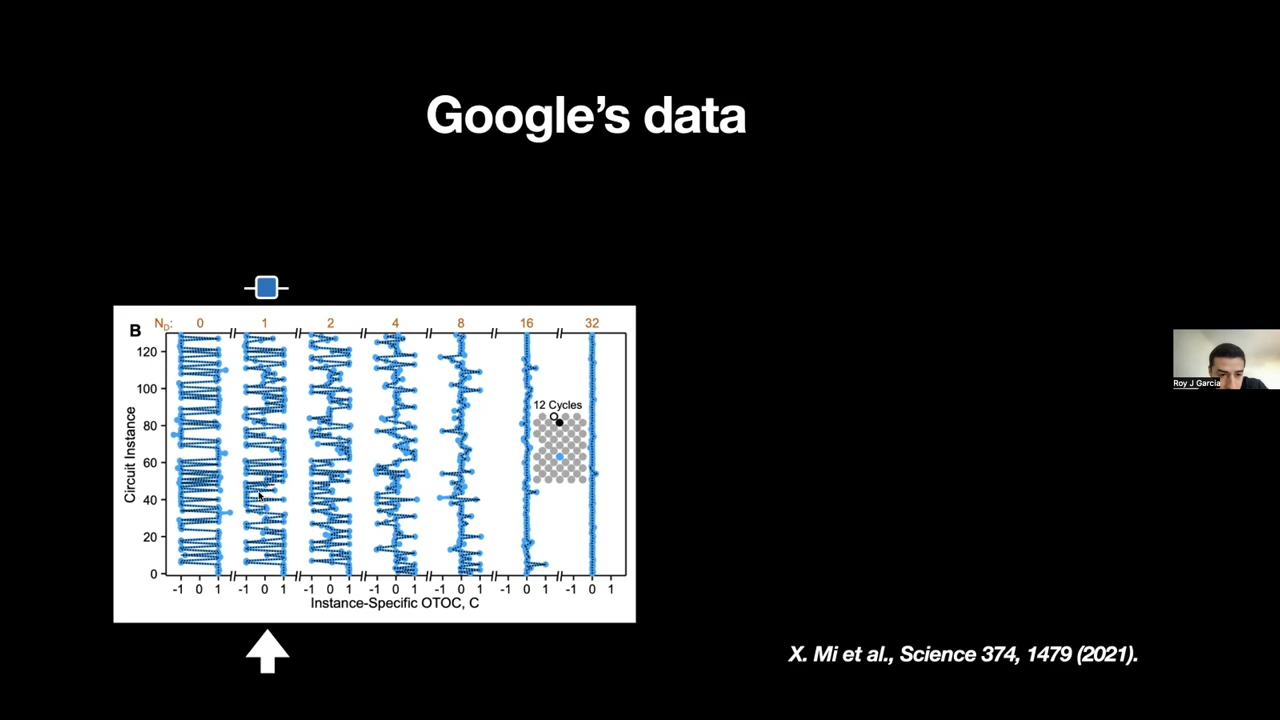 Google's data
B
N_D: 0 1 2 4 8 16 32
120
100
80
60
40
20
0
Circuit Instance
12 Cycles
-1 0 1 -1 0 1 -1 0 1 -1 0 1 -1 0 1 -1 0 1 -1 0 1
Instance-Specific OTOC, C
Roy J Garcia
X. Mi et al., Science 374, 1479 (2021).